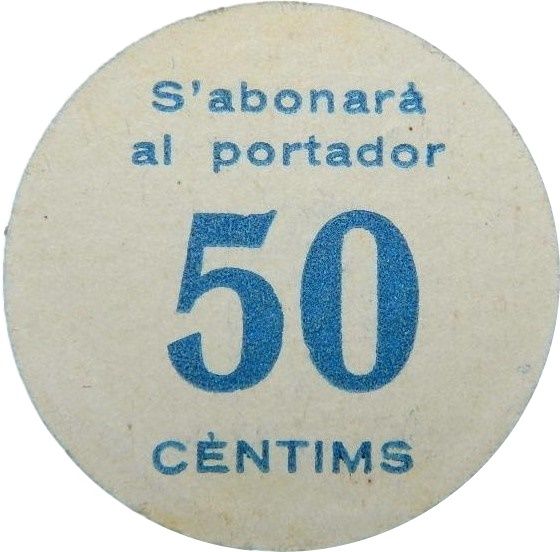 S'abonarà
al portador
50
CÈNTIMS